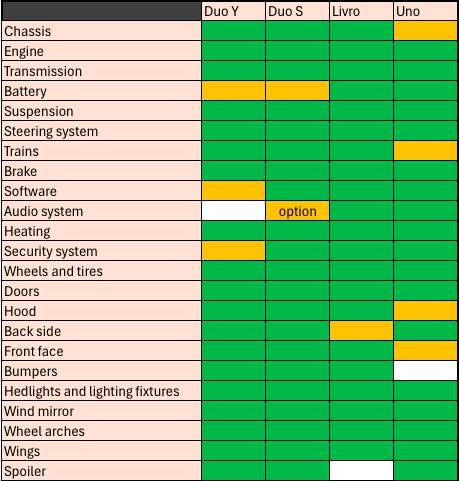 Duo Y Duo S Livro Uno
Chassis
Engine
Transmission
Battery
Suspension
Steering system
Trains
Brake
Software
Audio system option
Heating
Security system
Wheels and tires
Doors
Hood
Back side
Front face
Bumpers
Hedlights and lighting fixtures
Wind mirror
Wheel arches
Wings
Spoiler